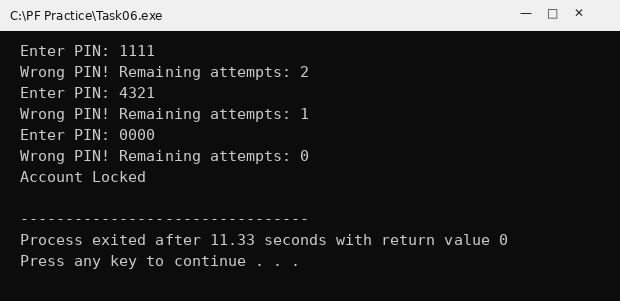 C:\PF Practice\Task06.exe
Enter PIN: 1111
Wrong PIN! Remaining attempts: 2
Enter PIN: 4321
Wrong PIN! Remaining attempts: 1
Enter PIN: 0000
Wrong PIN! Remaining attempts: 0
Account Locked
--------------------------------
Process exited after 11.33 seconds with return value 0
Press any key to continue . . .